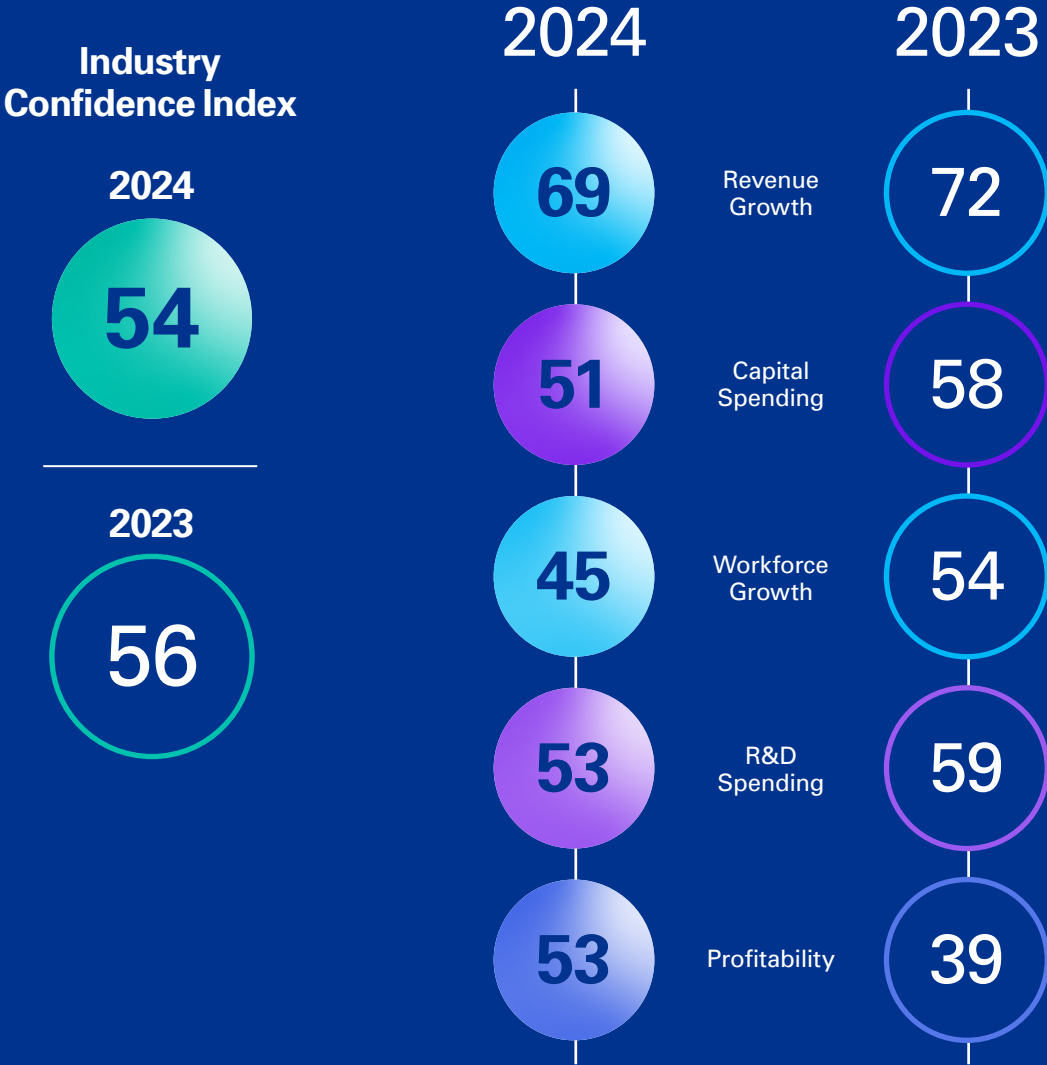 Industry
Confidence Index
2024
54
2023
56
2024
2023
69
Revenue
Growth
72
51
Capital
Spending
58
45
Workforce
Growth
54
53
R&D
Spending
59
53
Profitability
39